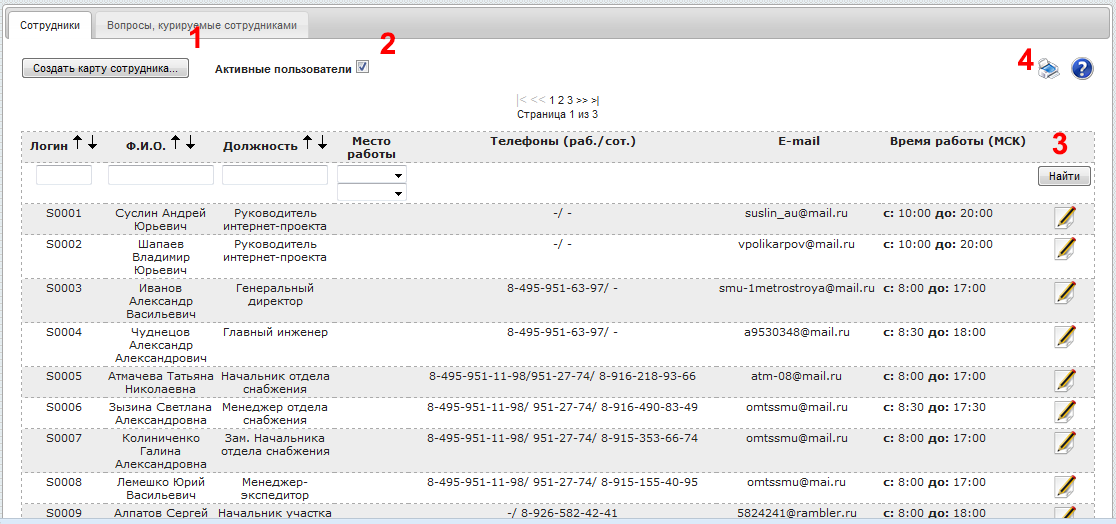 Сотрудники Вопросы, курируемые сотрудниками
1 2
Создать карту сотрудника... Активные пользователи 4 ?
|< << 1 2 3 >> >|
Страница 1 из 3
Логин Ф.И.О. Должность Место работы Телефоны (раб./сот.) E-mail Время работы (МСК) 3
Найти
S0001 Суслин Андрей Юрьевич Руководитель интернет-проекта -/ - suslin_au@mail.ru с: 10:00 до: 20:00
S0002 Шапаев Владимир Юрьевич Руководитель интернет-проекта -/ - vpolikarpov@mail.ru с: 10:00 до: 20:00
S0003 Иванов Александр Васильевич Генеральный директор 8-495-951-63-97/ - smu-1metrostroya@mail.ru с: 8:00 до: 17:00
S0004 Чуднецов Александр Александрович Главный инженер 8-495-951-63-97/ - a9530348@mail.ru с: 8:30 до: 18:00
S0005 Атмачева Татьяна Николаевна Начальник отдела снабжения 8-495-951-11-98/951-27-74/ 8-916-218-93-66 atm-08@mail.ru с: 8:00 до: 17:00
S0006 Зызина Светлана Александровна Менеджер отдела снабжения 8-495-951-11-98/ 951-27-74/ 8-916-490-83-49 omtssmu@mail.ru с: 8:30 до: 17:30
S0007 Колиниченко Галина Александровна Зам. Начальника отдела снабжения 8-495-951-11-98/ 951-27-74/ 8-915-353-66-74 omtssmu@mail.ru с: 8:00 до: 17:00
S0008 Лемешко Юрий Васильевич Менеджер-экспедитор 8-495-951-11-98/ 951-27-74/ 8-915-155-40-95 omtssmu@mai.ru с: 8:00 до: 17:00
S0009 Алпатов Сергей Начальник участка -/ 8-926-582-42-41 5824241@rambler.ru с: 8:00 до: 18:00